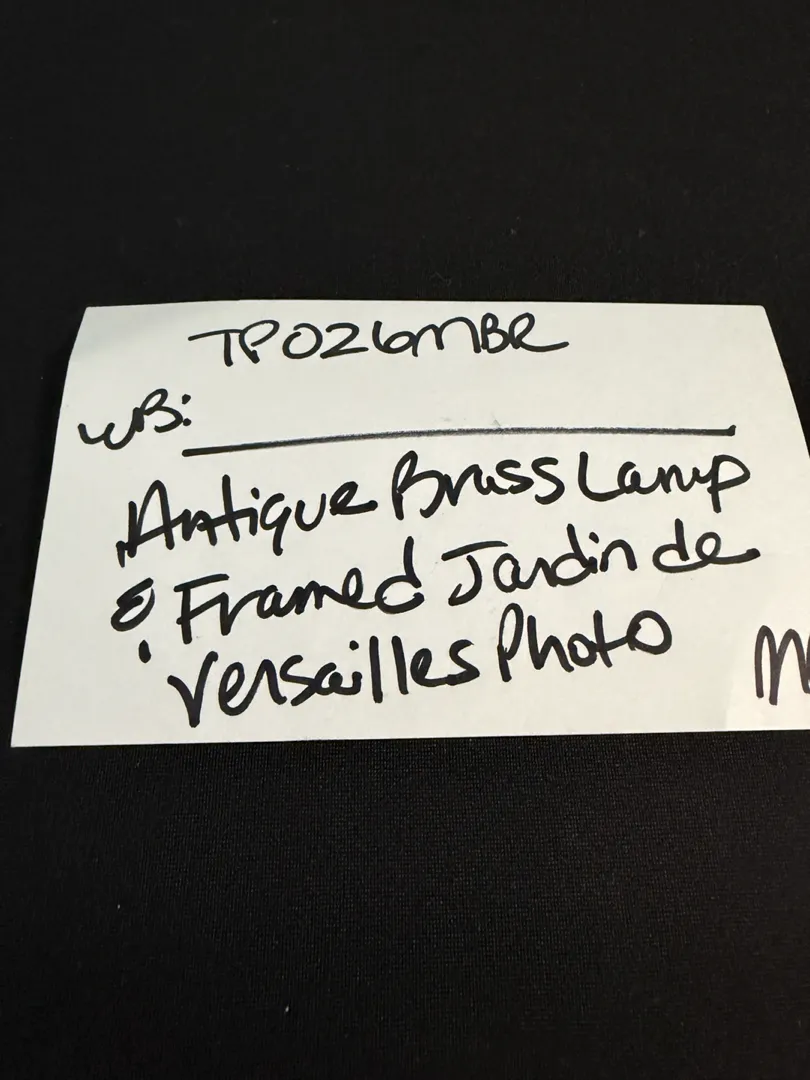 TP026MBR
WB:
Antique Brass Lamp
& Framed Jardin de
Versailles Photo